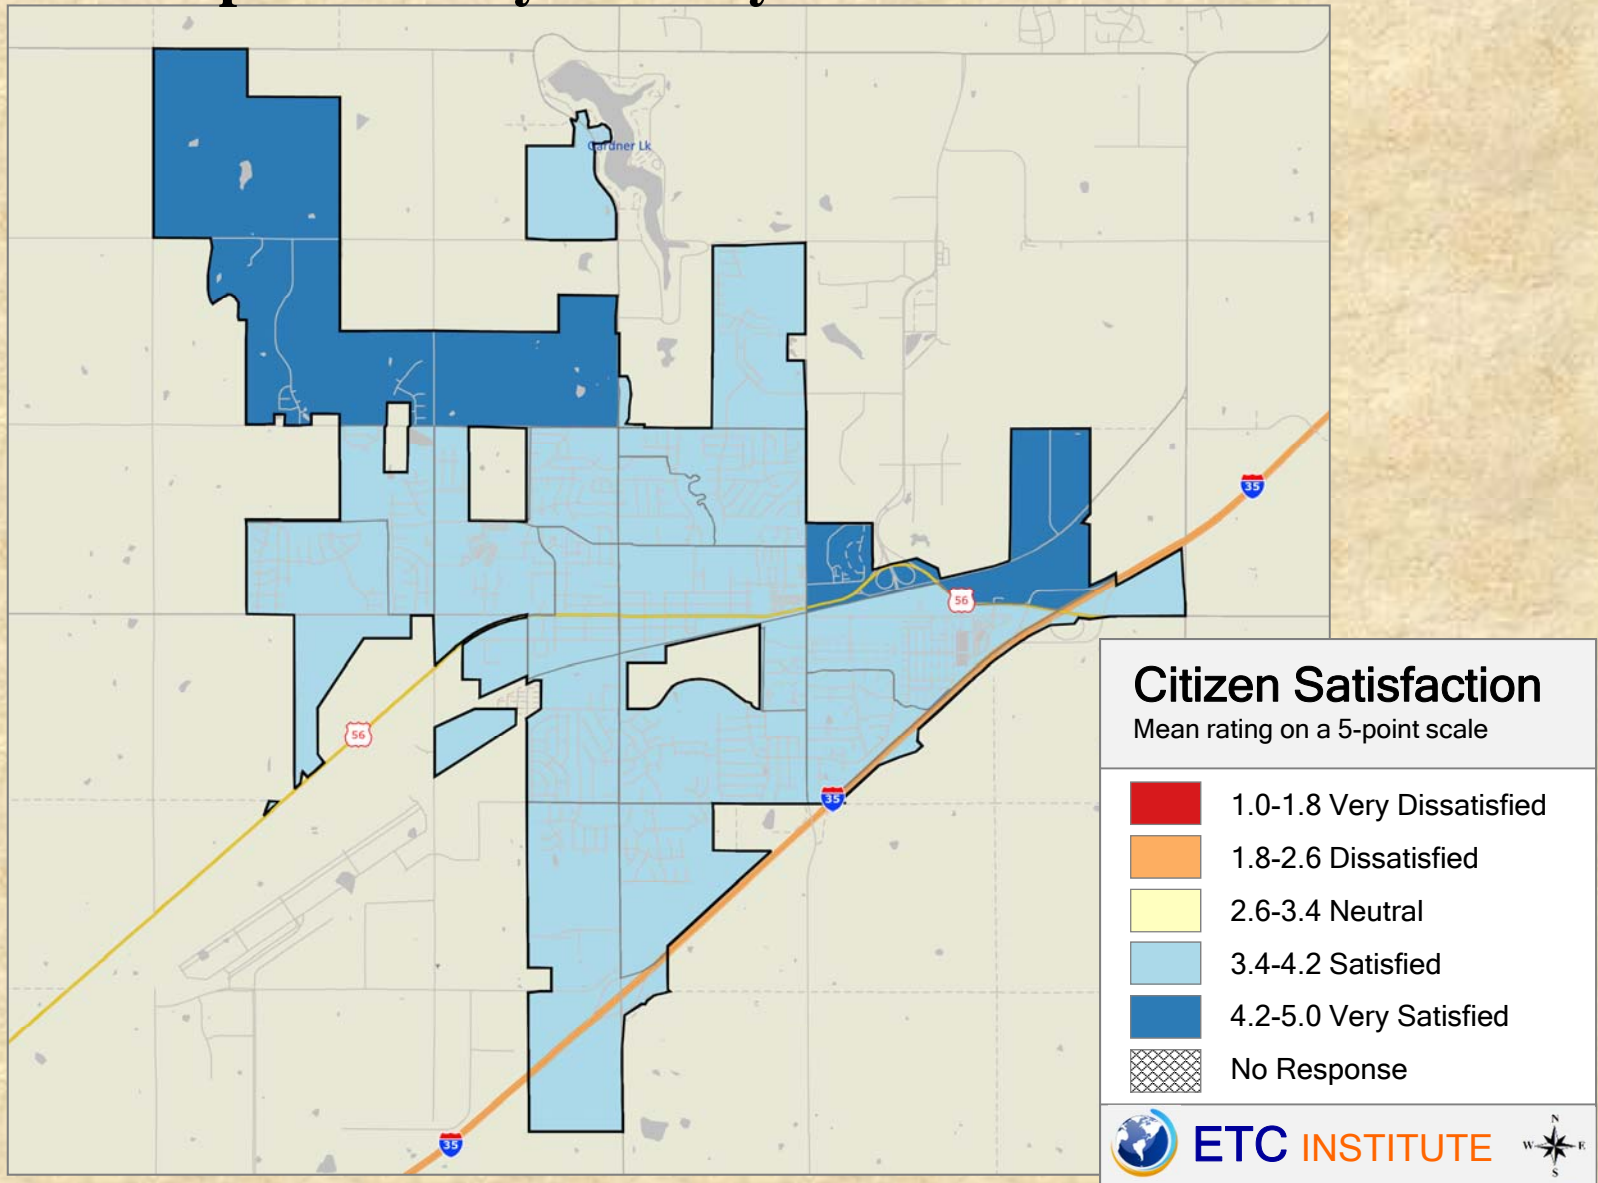 Gardner Lk
35
56
56
35
35
Citizen Satisfaction
Mean rating on a 5-point scale
1.0-1.8 Very Dissatisfied
1.8-2.6 Dissatisfied
2.6-3.4 Neutral
3.4-4.2 Satisfied
4.2-5.0 Very Satisfied
No Response
ETC INSTITUTE
N
W E
S